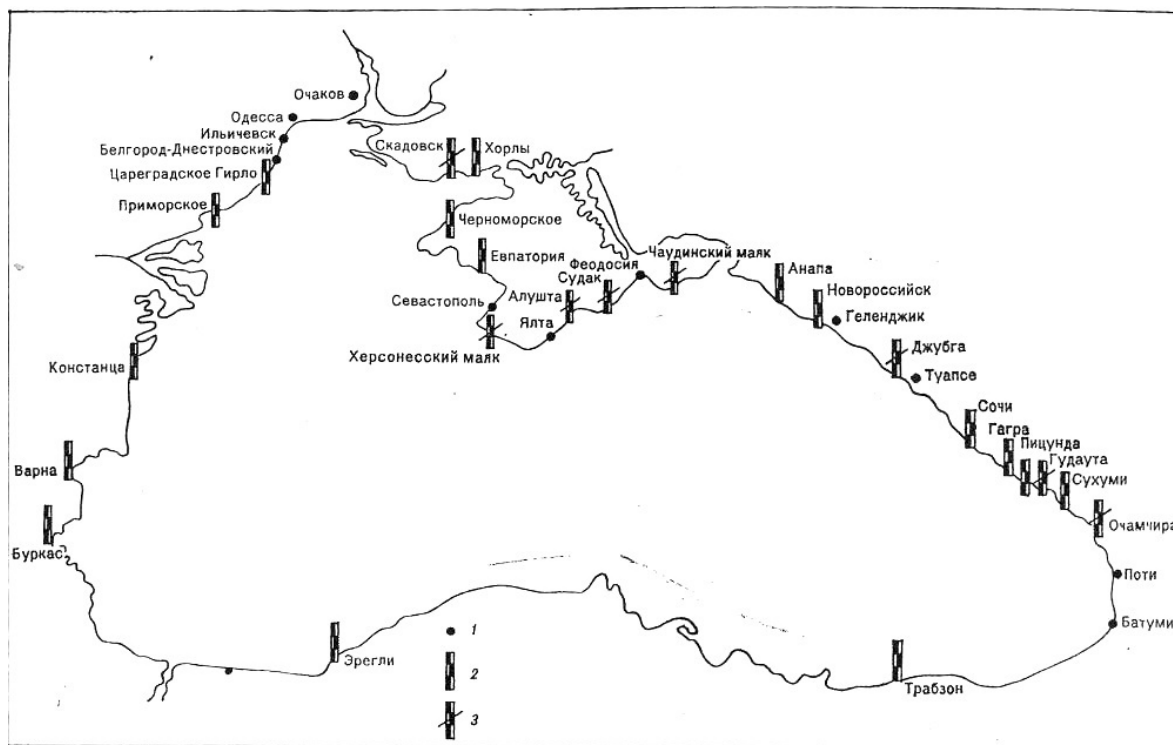 Очаков
Одесса
Ильичевск
Белгород-Днестровский
Цареградское Гирло
Приморское
Скадовск
Хорлы
Черноморское
Евпатория
Севастополь
Херсонесский маяк
Ялта
Алушта
Судак
Феодосия
Чаудинский маяк
Анапа
Новороссийск
Геленджик
Джубга
Туапсе
Сочи
Гагра
Пицунда
Гудаута
Сухуми
Очамчира
Поти
Батуми
Трабзон
Эрегли
Буркас
Варна
Констанца
1
2
3